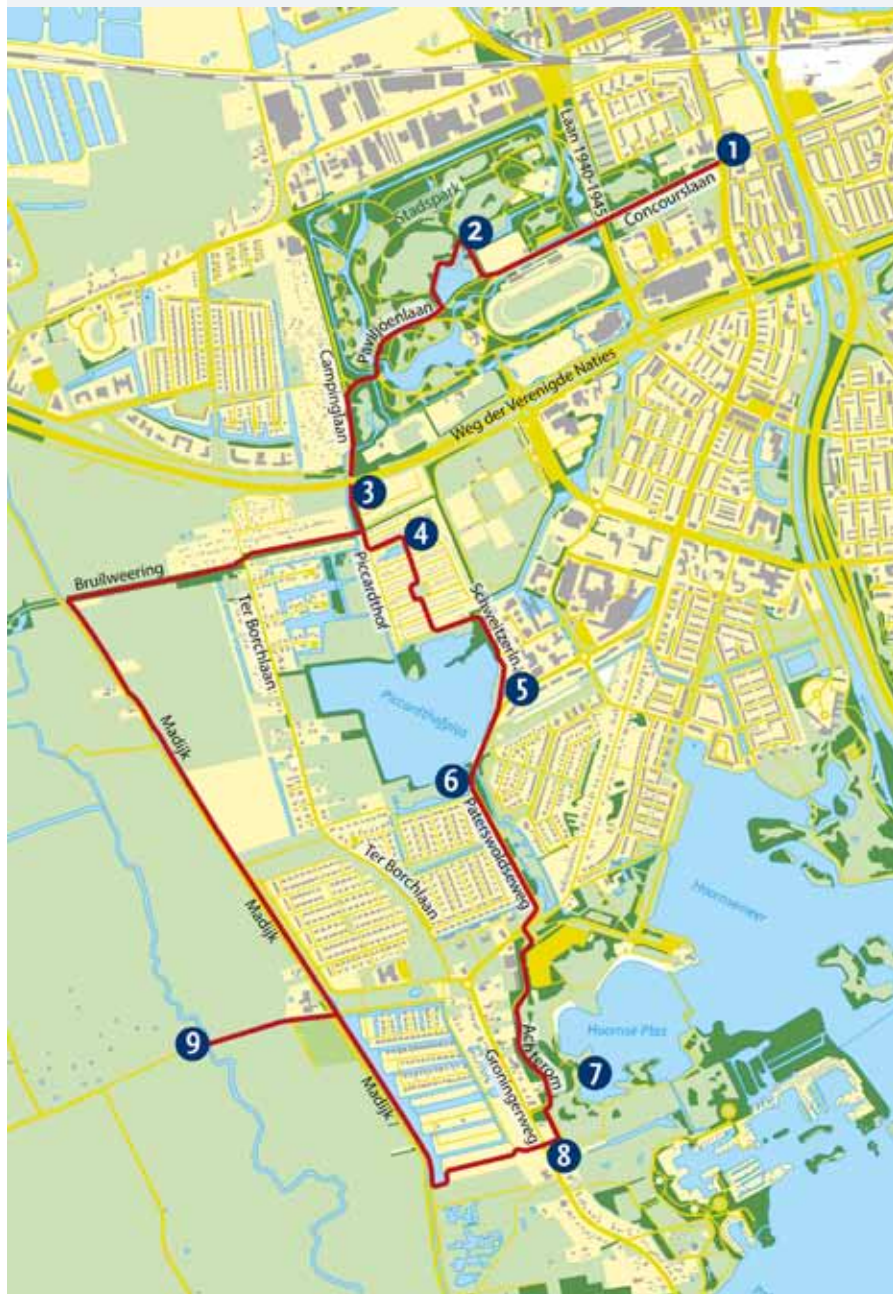 1
Laan 1940-1945
Concourslaan
Stadspark
2
Paviljoenlaan
Campinglaan
Weg der Verenigde Naties
3
4
Bruilweering
Piccardthof
Ter Borchlaan
Schweitzerln.
5
Piccardthofplas
Madijk
6
Paterswoldseweg
Ter Borchlaan
Hoornsemeer
Madijk
9
Hoornse Plas
Achterom
7
Groningerweg
Madijk
8